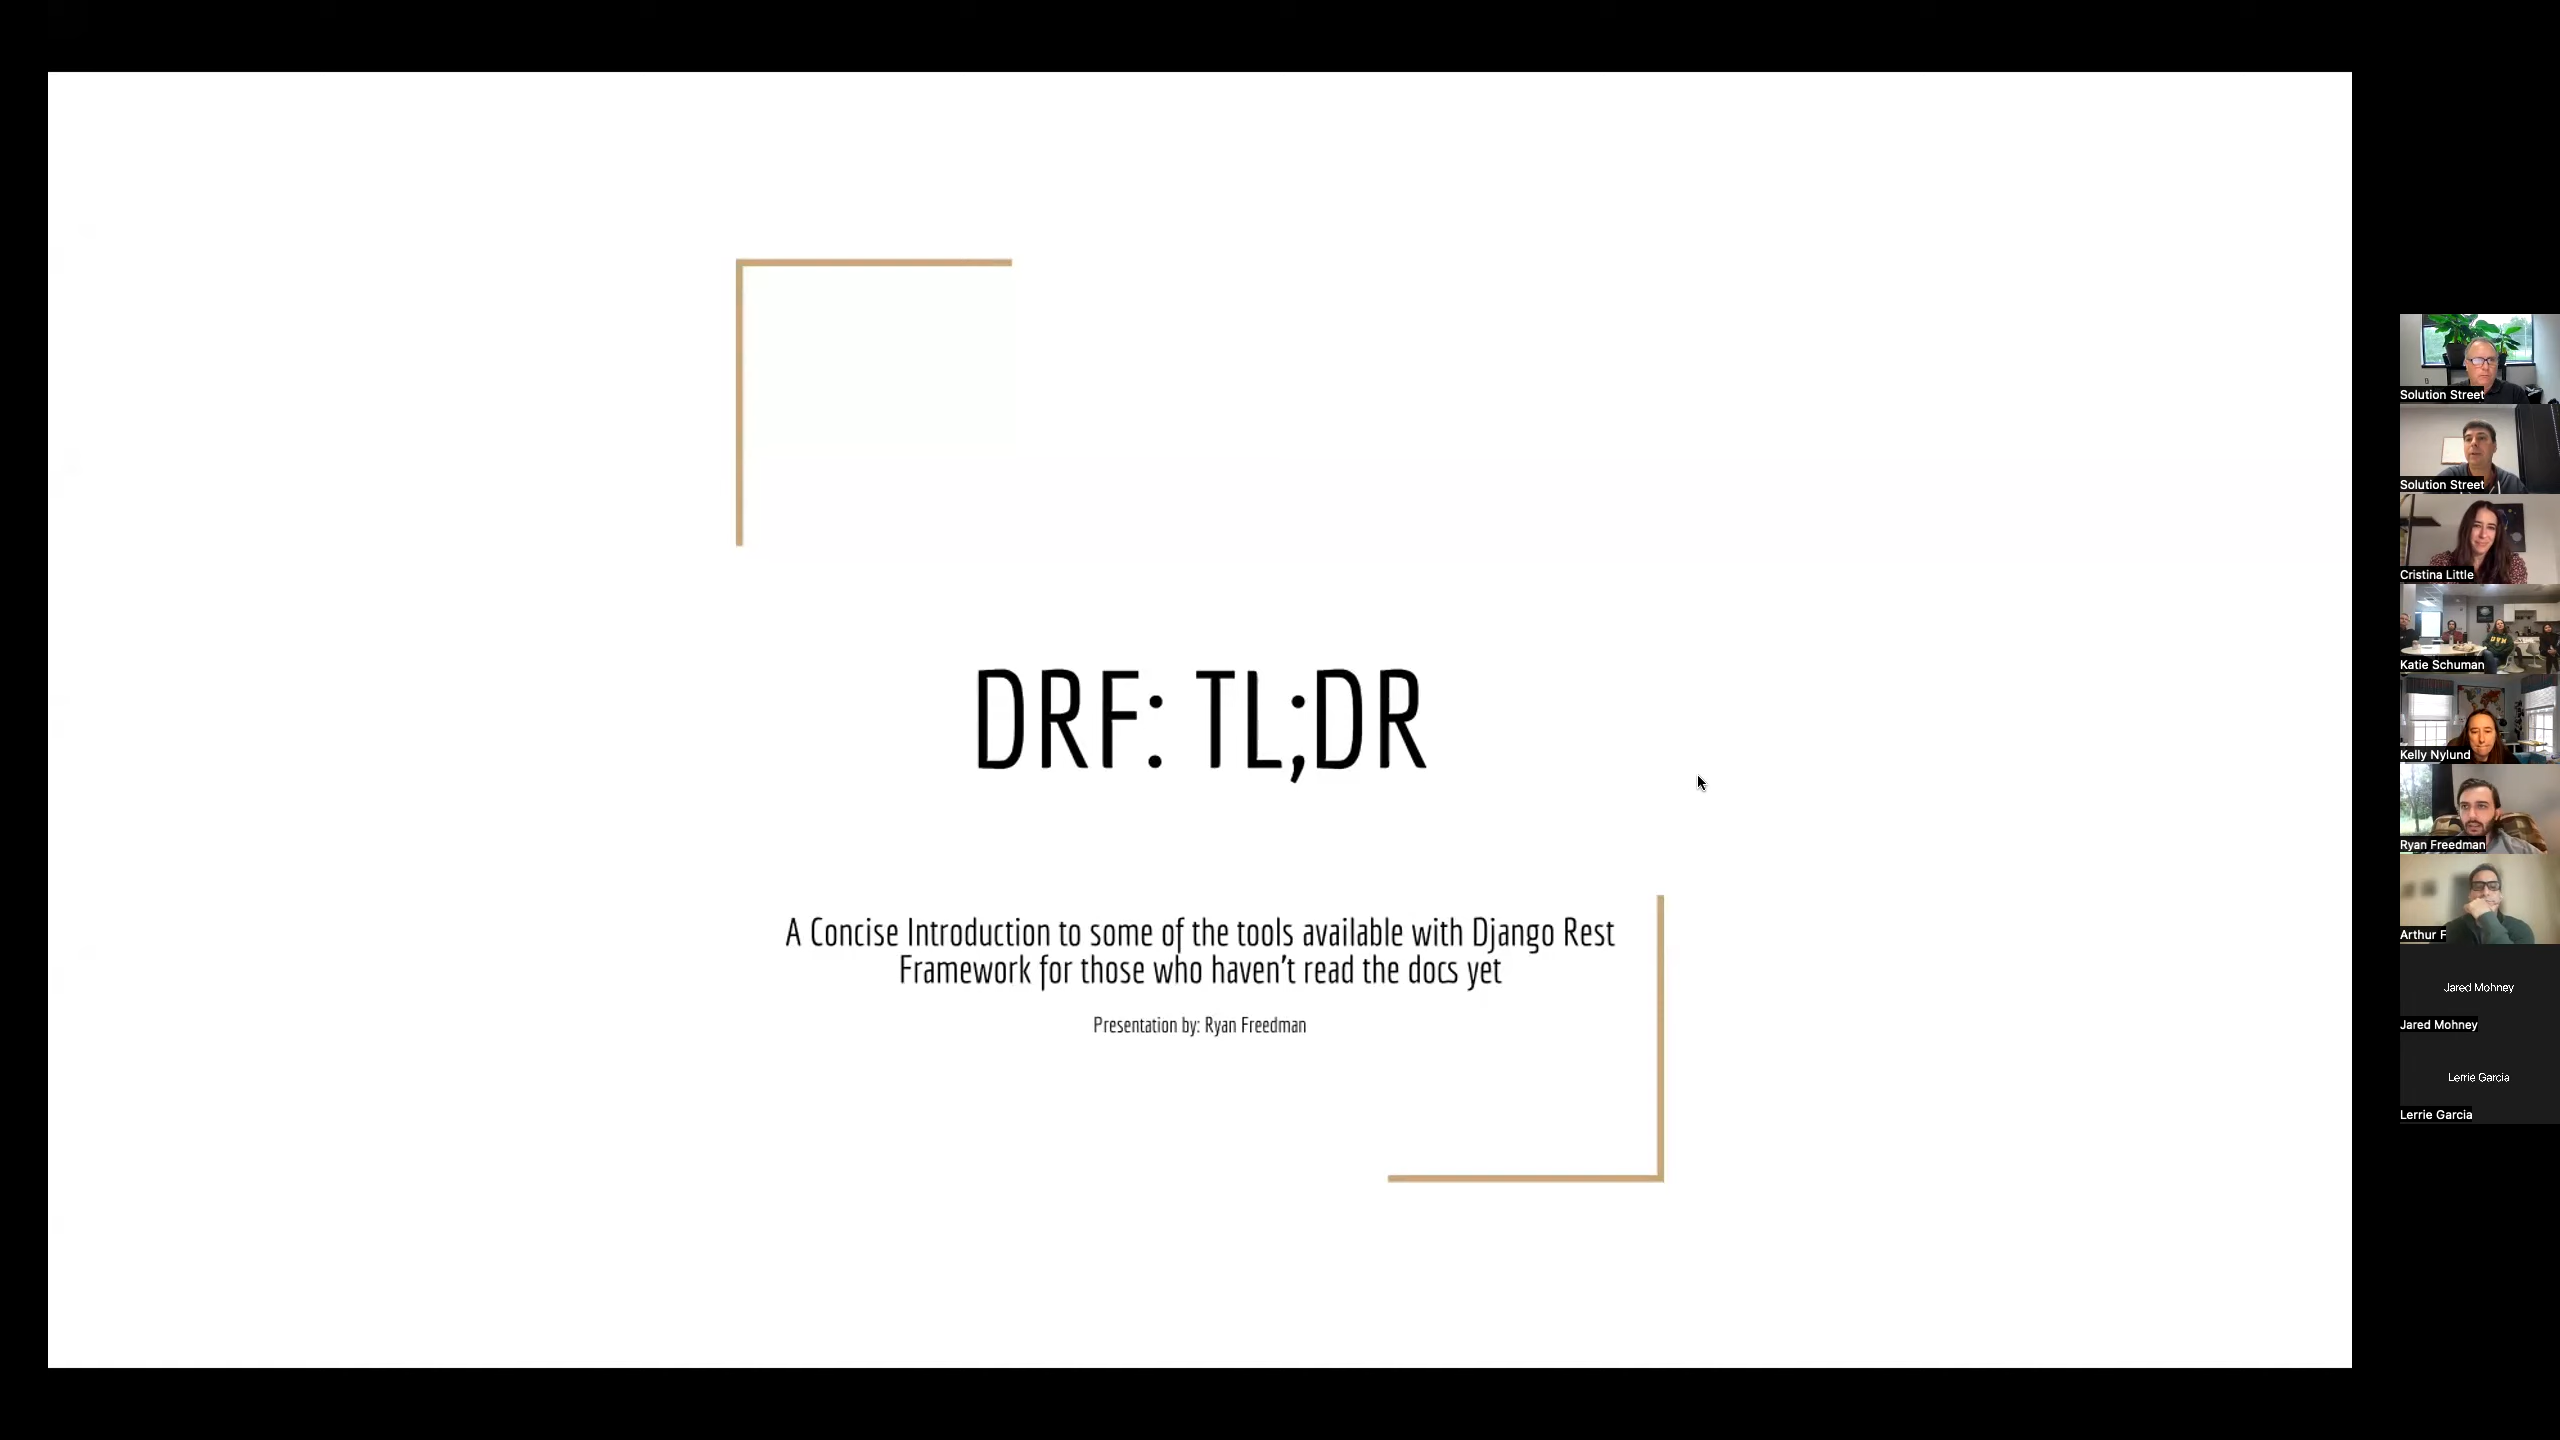 DRF: TL;DR
A Concise Introduction to some of the tools available with Django Rest
Framework for those who haven't read the docs yet
Presentation by: Ryan Freedman
Solution Street
Solution Street
Cristina Little
Katie Schuman
Kelly Nylund
Ryan Freedman
Arthur F
Jared Mohney
Jared Mohney
Lerrie Garcia
Lerrie Garcia